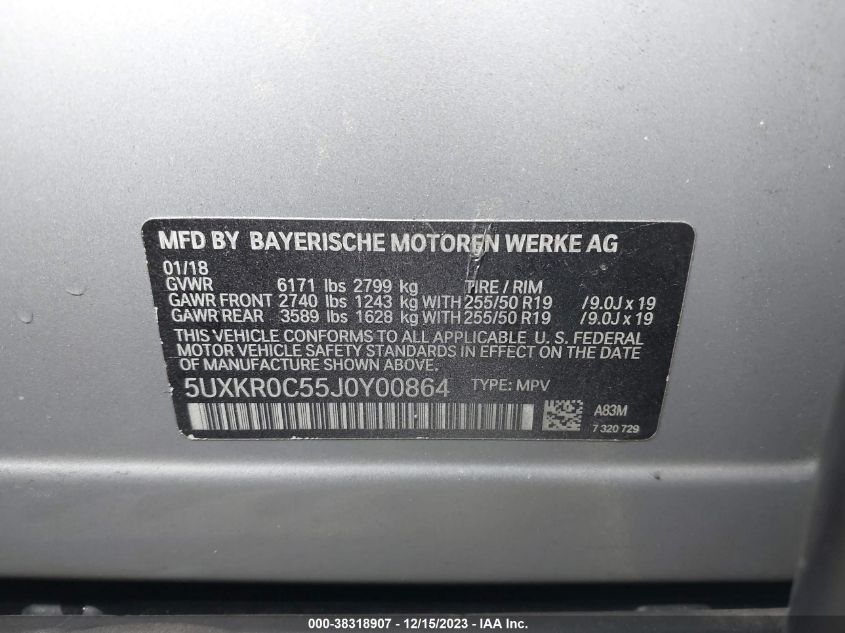 MFD BY BAYERISCHE MOTOREN WERKE AG
01/18
GVWR 6171 lbs 2799 kg TIRE / RIM
GAWR FRONT 2740 lbs 1243 kg WITH 255/50 R19 /9.0J x 19
GAWR REAR 3589 lbs 1628 kg WITH 255/50 R19 /9.0J x 19
THIS VEHICLE CONFORMS TO ALL APPLICABLE U. S. FEDERAL
MOTOR VEHICLE SAFETY STANDARDS IN EFFECT ON THE DATE
OF MANUFACTURE SHOWN ABOVE.
5UXKR0C55J0Y00864 TYPE: MPV
A83M
7 320 729
000-38318907 - 12/15/2023 - IAA -